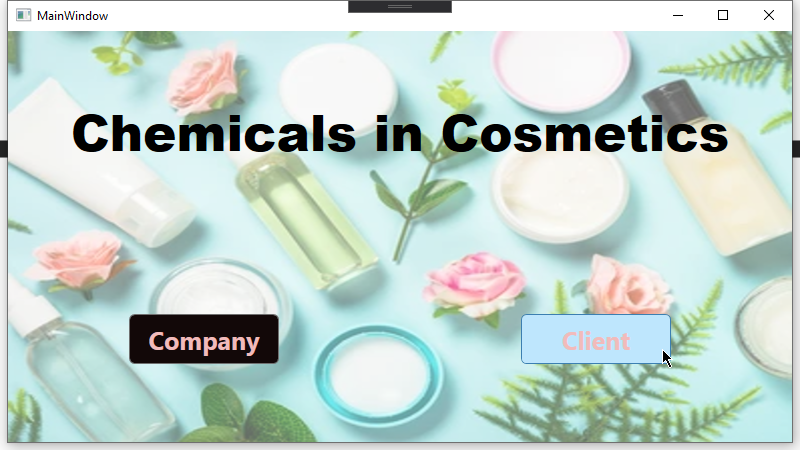 MainWindow
Chemicals in Cosmetics
Company
Client